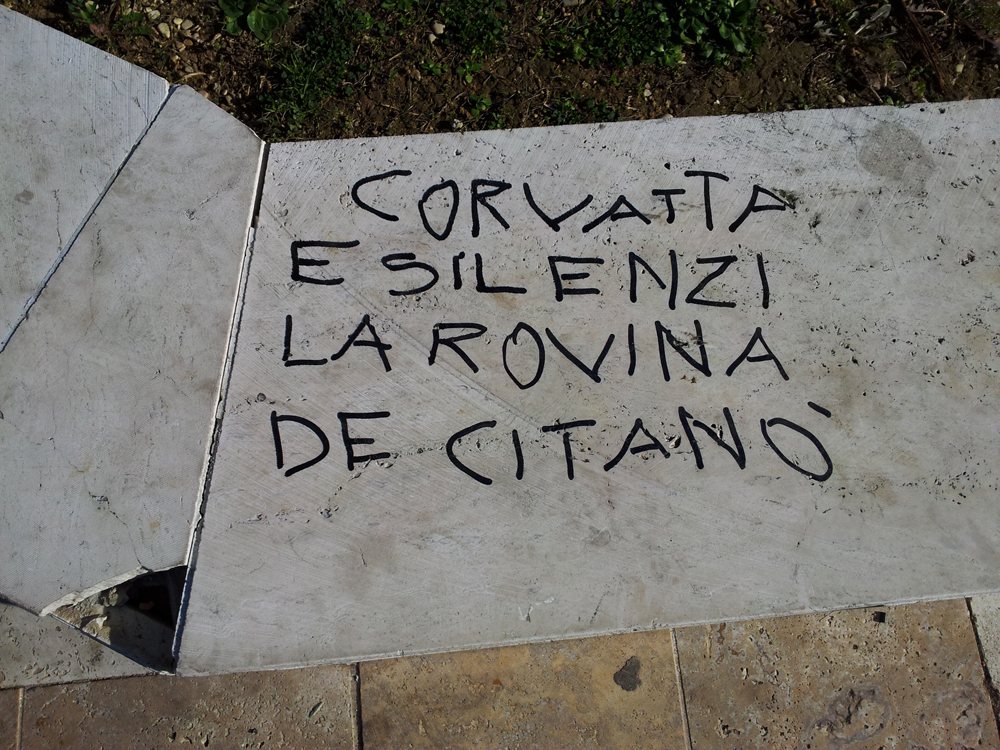 CORVATTA
E SILENZI
LA ROVINA
DE CITANÒ